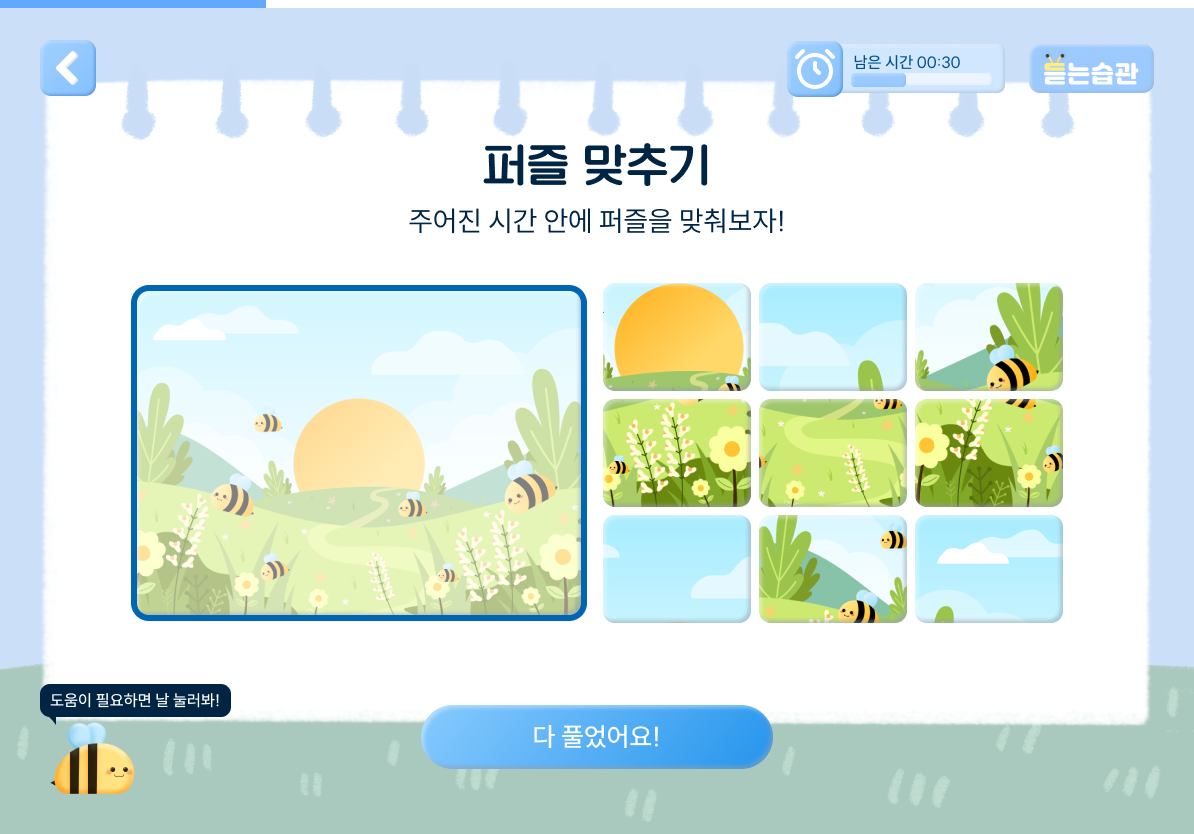 남은 시간 00:30
듣는습관
퍼즐 맞추기
주어진 시간 안에 퍼즐을 맞춰보자!
도움이 필요하면 날 눌러봐!
다 풀었어요!